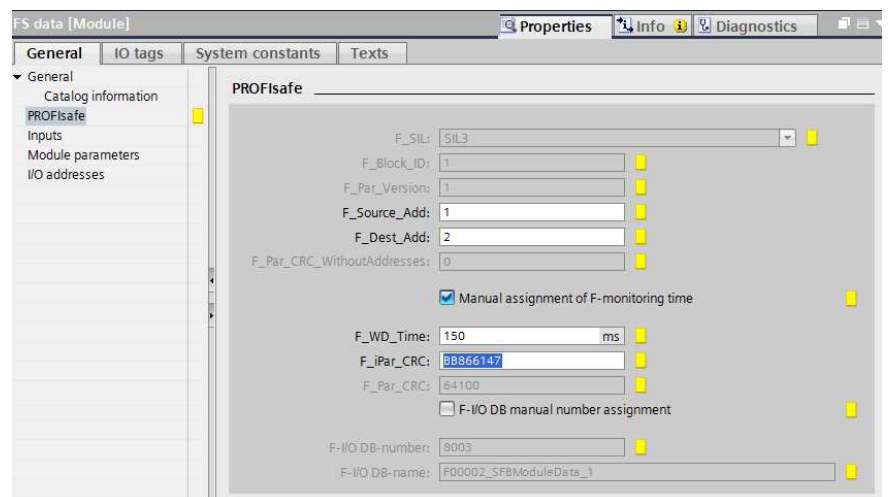 FS data [Module]
Properties
Info
Diagnostics
General
IO tags
System constants
Texts
General
Catalog information
PROFIsafe
Inputs
Module parameters
I/O addresses
PROFIsafe
F_SIL: SIL3
F_Block_ID: 1
F_Par_Version: 1
F_Source_Add: 1
F_Dest_Add: 2
F_Par_CRC_WithoutAddresses: 0
Manual assignment of F-monitoring time
F_WD_Time: 150 ms
F_iPar_CRC: BB866147
F_Par_CRC: 64100
F-I/O DB manual number assignment
F-I/O DB-number: 8003
F-I/O DB-name: F00002_SFBModuleData_1